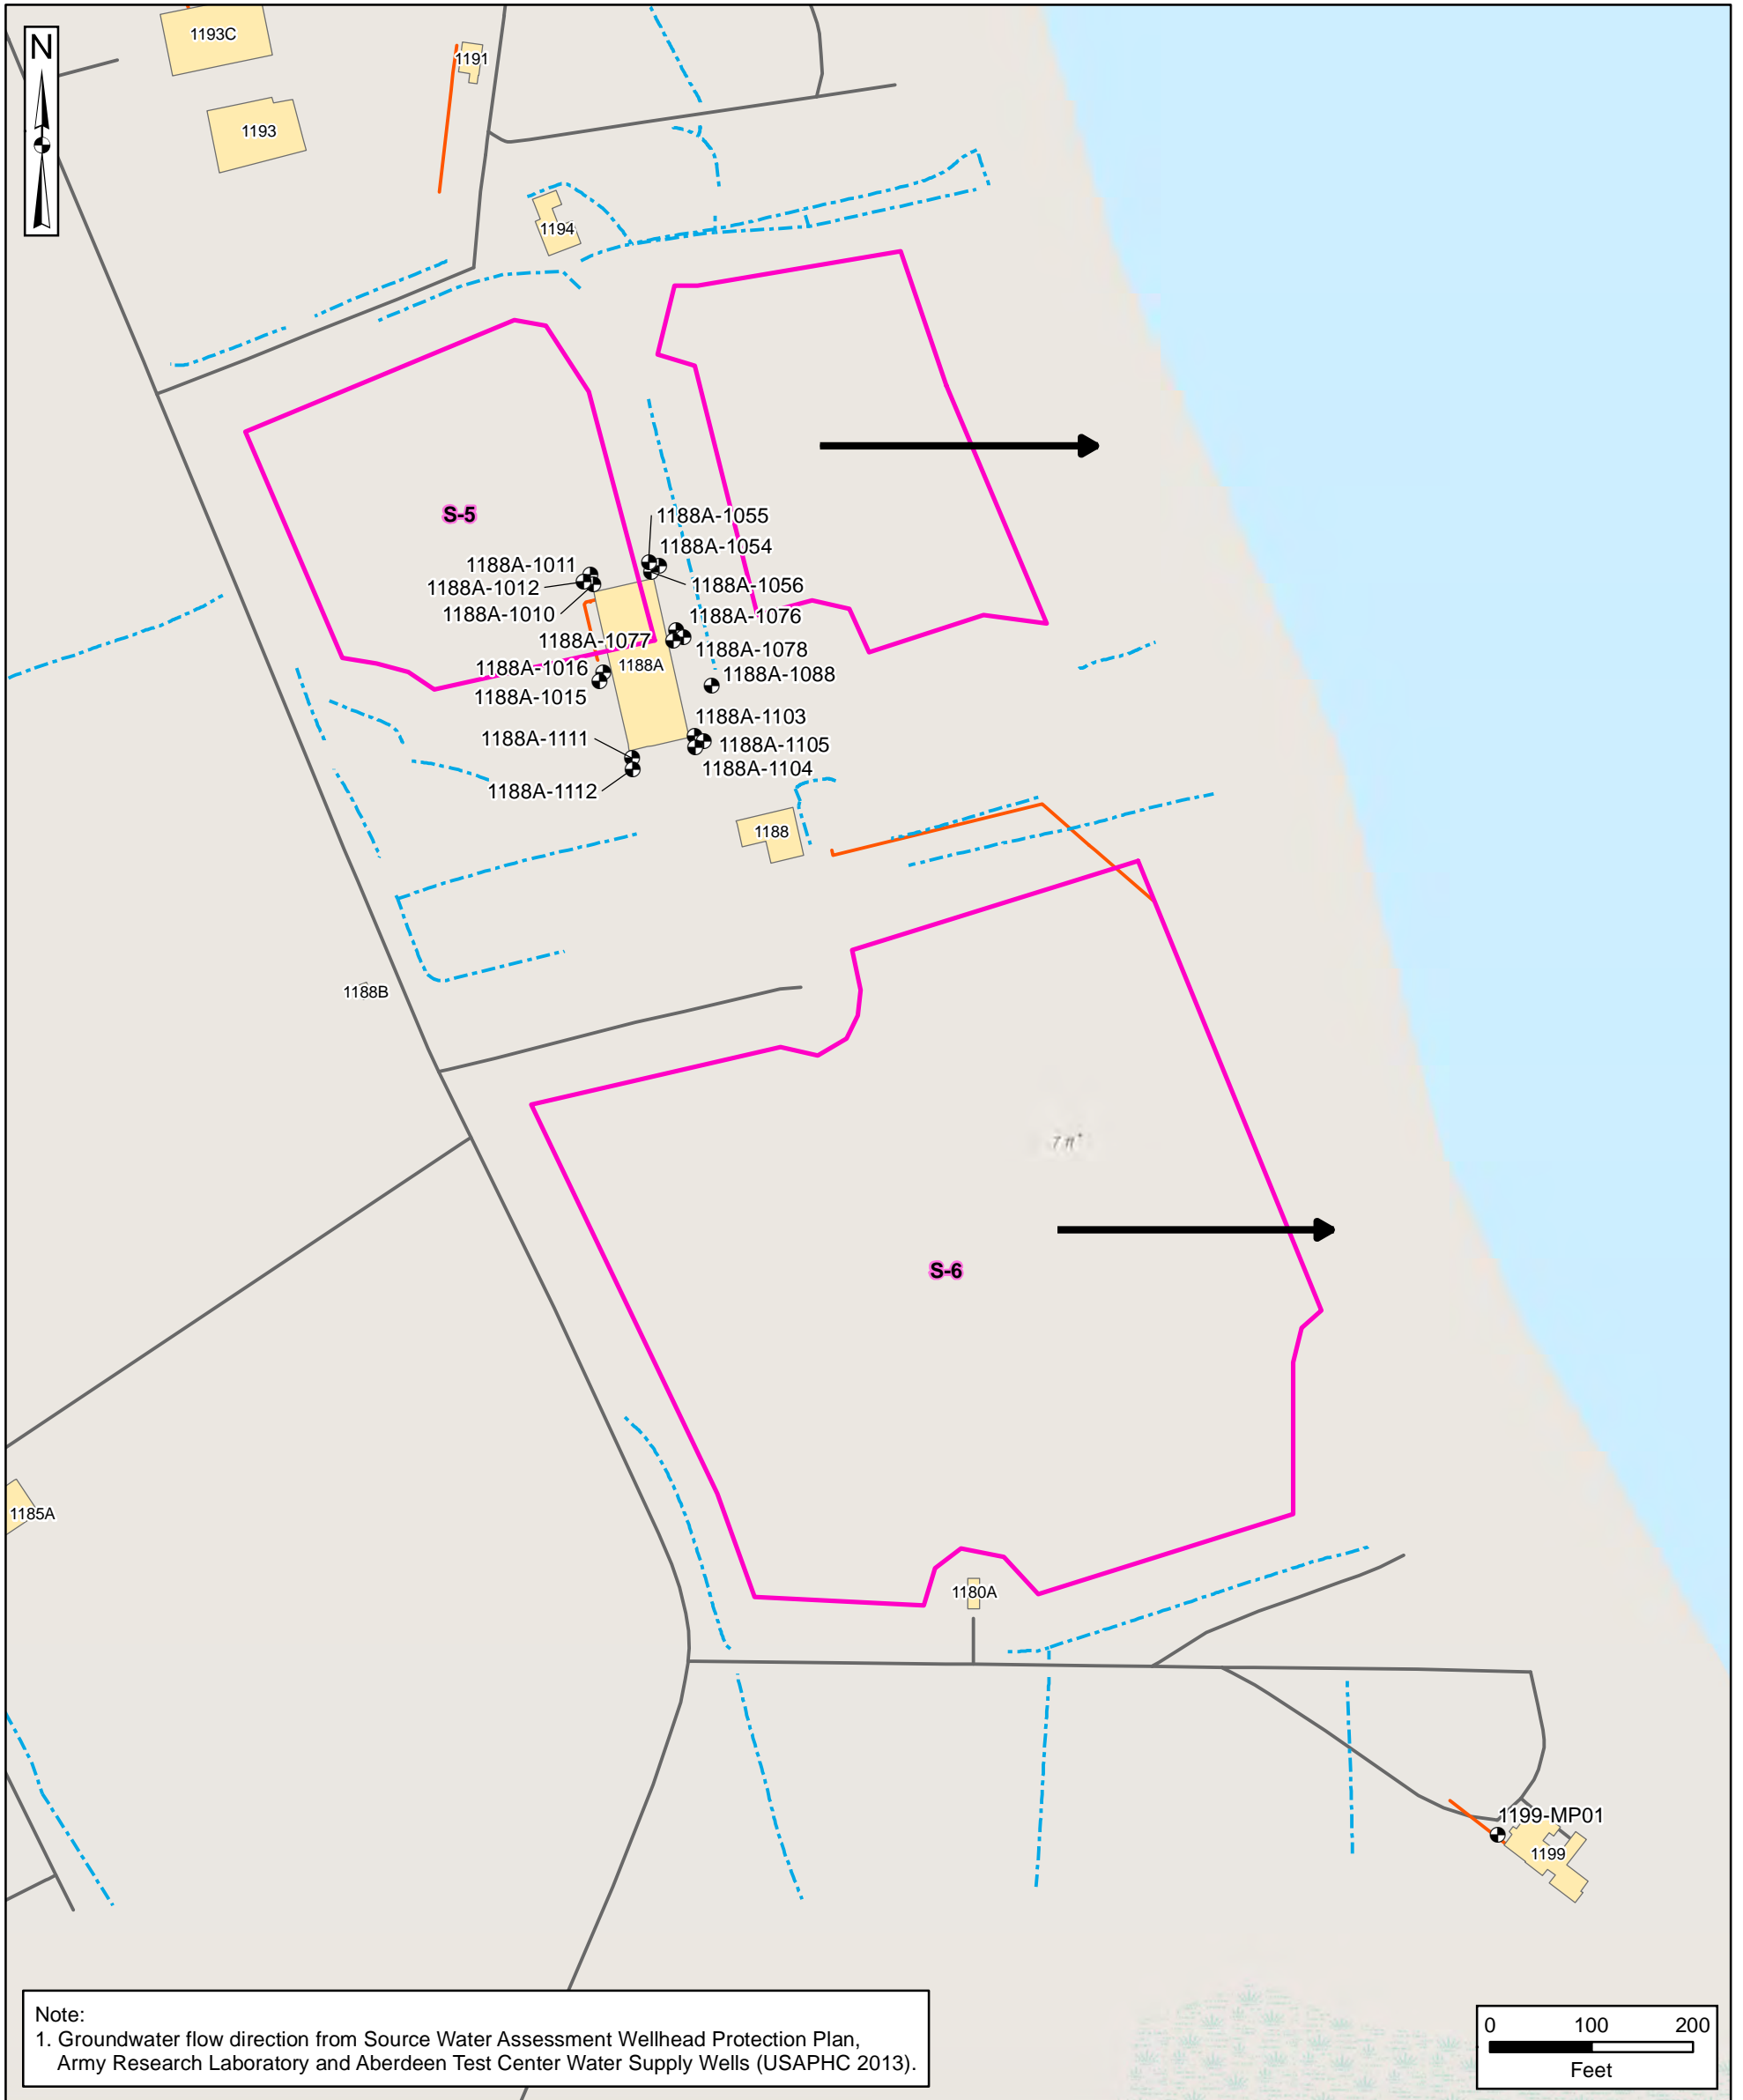 1193C
N
1191
1193
1194
S-5
1188A-1055
1188A-1054
1188A-1011
1188A-1012
1188A-1056
1188A-1010
1188A-1076
1188A-1077
1188A-1078
1188A-1016
1188A
1188A-1088
1188A-1015
1188A-1103
1188A-1111
1188A-1105
1188A-1104
1188A-1112
1188
1188B
S-6
1185A
1180A
1199-MP01
1199
Note:
1. Groundwater flow direction from Source Water Assessment Wellhead Protection Plan,
Army Research Laboratory and Aberdeen Test Center Water Supply Wells (USAPHC 2013).
0 100 200
Feet